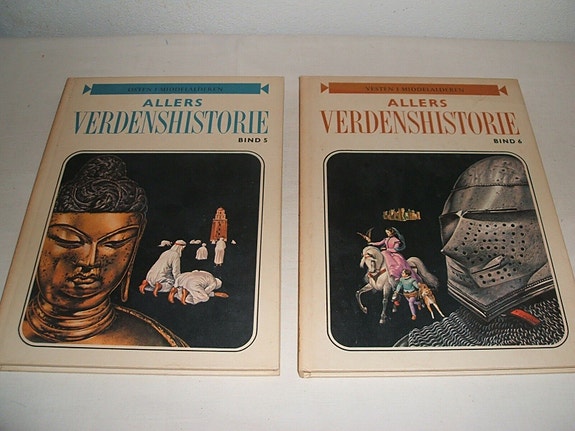 ØSTEN I MIDDELALDEREN
ALLERS
VERDENSHISTORIE
BIND 5
VESTEN I MIDDELALDEREN
ALLERS
VERDENSHISTORIE
BIND 6